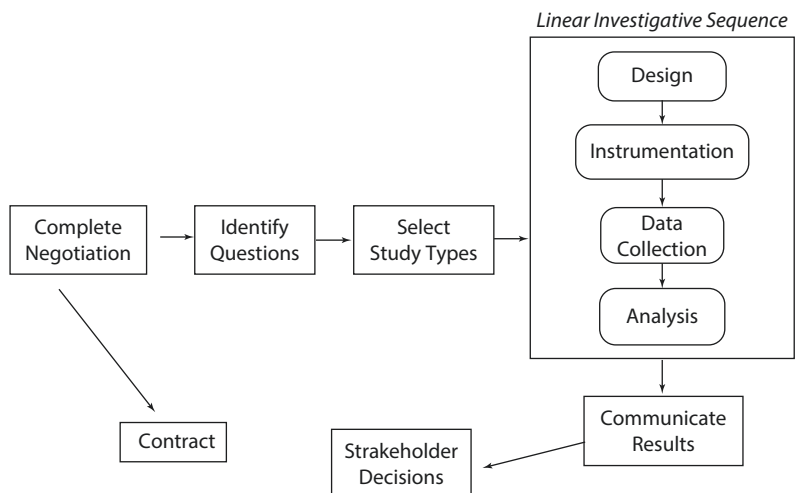 Linear Investigative Sequence
Design
Instrumentation
Data
Collection
Analysis
Complete
Negotiation
Identify
Questions
Select
Study Types
Contract
Communicate
Results
Strakeholder
Decisions